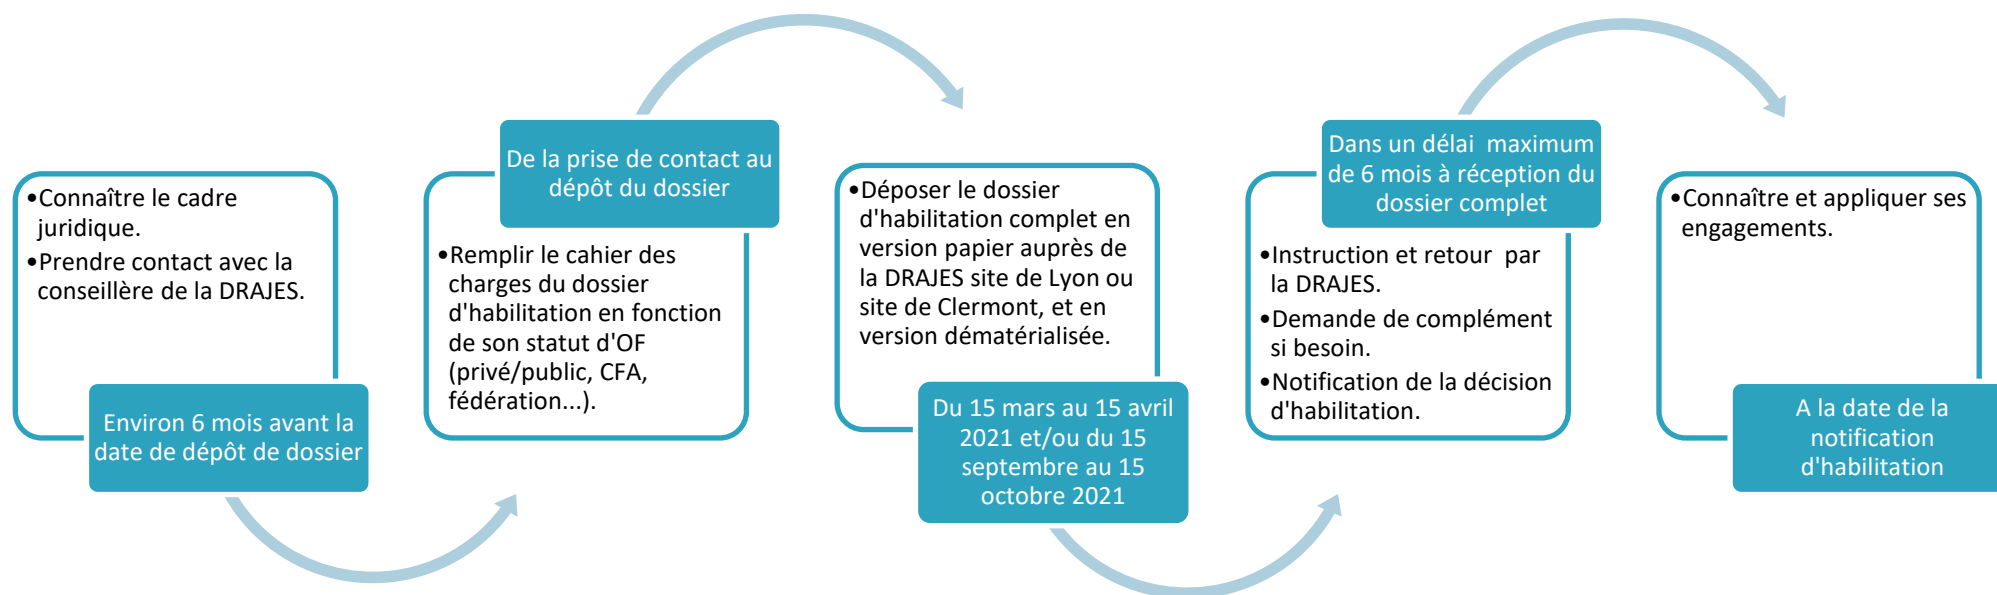 •Connaître le cadre
juridique.
•Prendre contact avec la
conseillère de la DRAJES.
Environ 6 mois avant la
date de dépôt de dossier
De la prise de contact au
dépôt du dossier
•Remplir le cahier des
charges du dossier
d'habilitation en fonction
de son statut d'OF
(privé/public, CFA,
fédération...).
•Déposer le dossier
d'habilitation complet en
version papier auprès de
la DRAJES site de Lyon ou
site de Clermont, et en
version dématérialisée.
Du 15 mars au 15 avril
2021 et/ou du 15
septembre au 15
octobre 2021
Dans un délai  maximum
de 6 mois à réception du
dossier complet
•Instruction et retour  par
la DRAJES.
•Demande de complément
si besoin.
•Notification de la décision
d'habilitation.
•Connaître et appliquer ses
engagements.
A la date de la
notification
d'habilitation